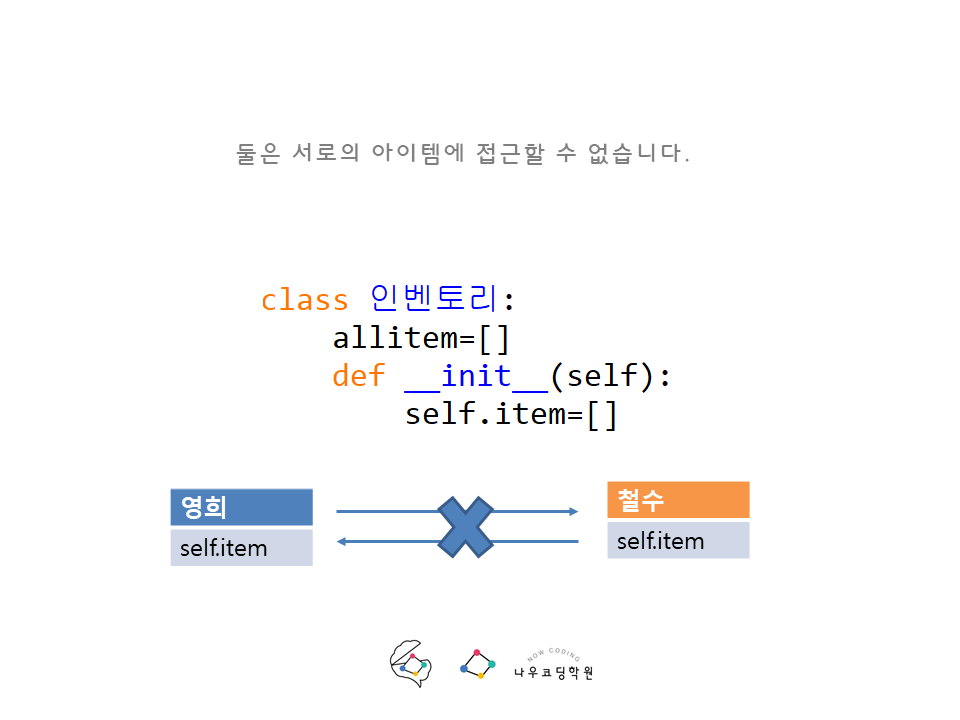 둘은 서로의 아이템에 접근할 수 없습니다.
class 인벤토리:
    allitem=[]
    def __init__(self):
        self.item=[]
영희
self.item
철수
self.item
NOW CODING
나우코딩학원